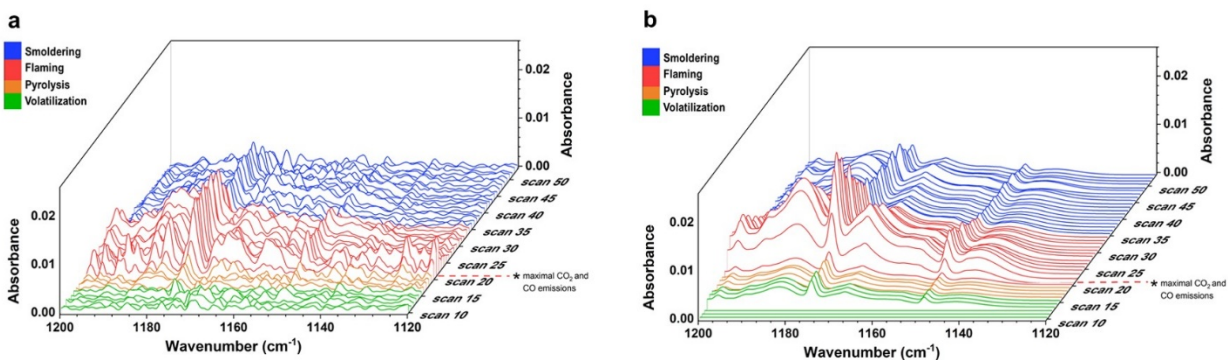 a
Smoldering
Flaming
Pyrolysis
Volatilization
0.02
0.01
0.00
Absorbance
scan 50
scan 45
scan 40
scan 35
scan 30
scan 25
scan 20
scan 15
scan 10
* maximal CO2 and
CO emissions
0.02
0.01
0.00
Absorbance
1200
1180
1160
1140
1120
Wavenumber (cm-1)
b
Smoldering
Flaming
Pyrolysis
Volatilization
0.02
0.01
0.00
Absorbance
scan 50
scan 45
scan 40
scan 35
scan 30
scan 25
scan 20
scan 15
scan 10
* maximal CO2 and
CO emissions
0.02
0.01
0.00
Absorbance
1200
1180
1160
1140
1120
Wavenumber (cm-1)